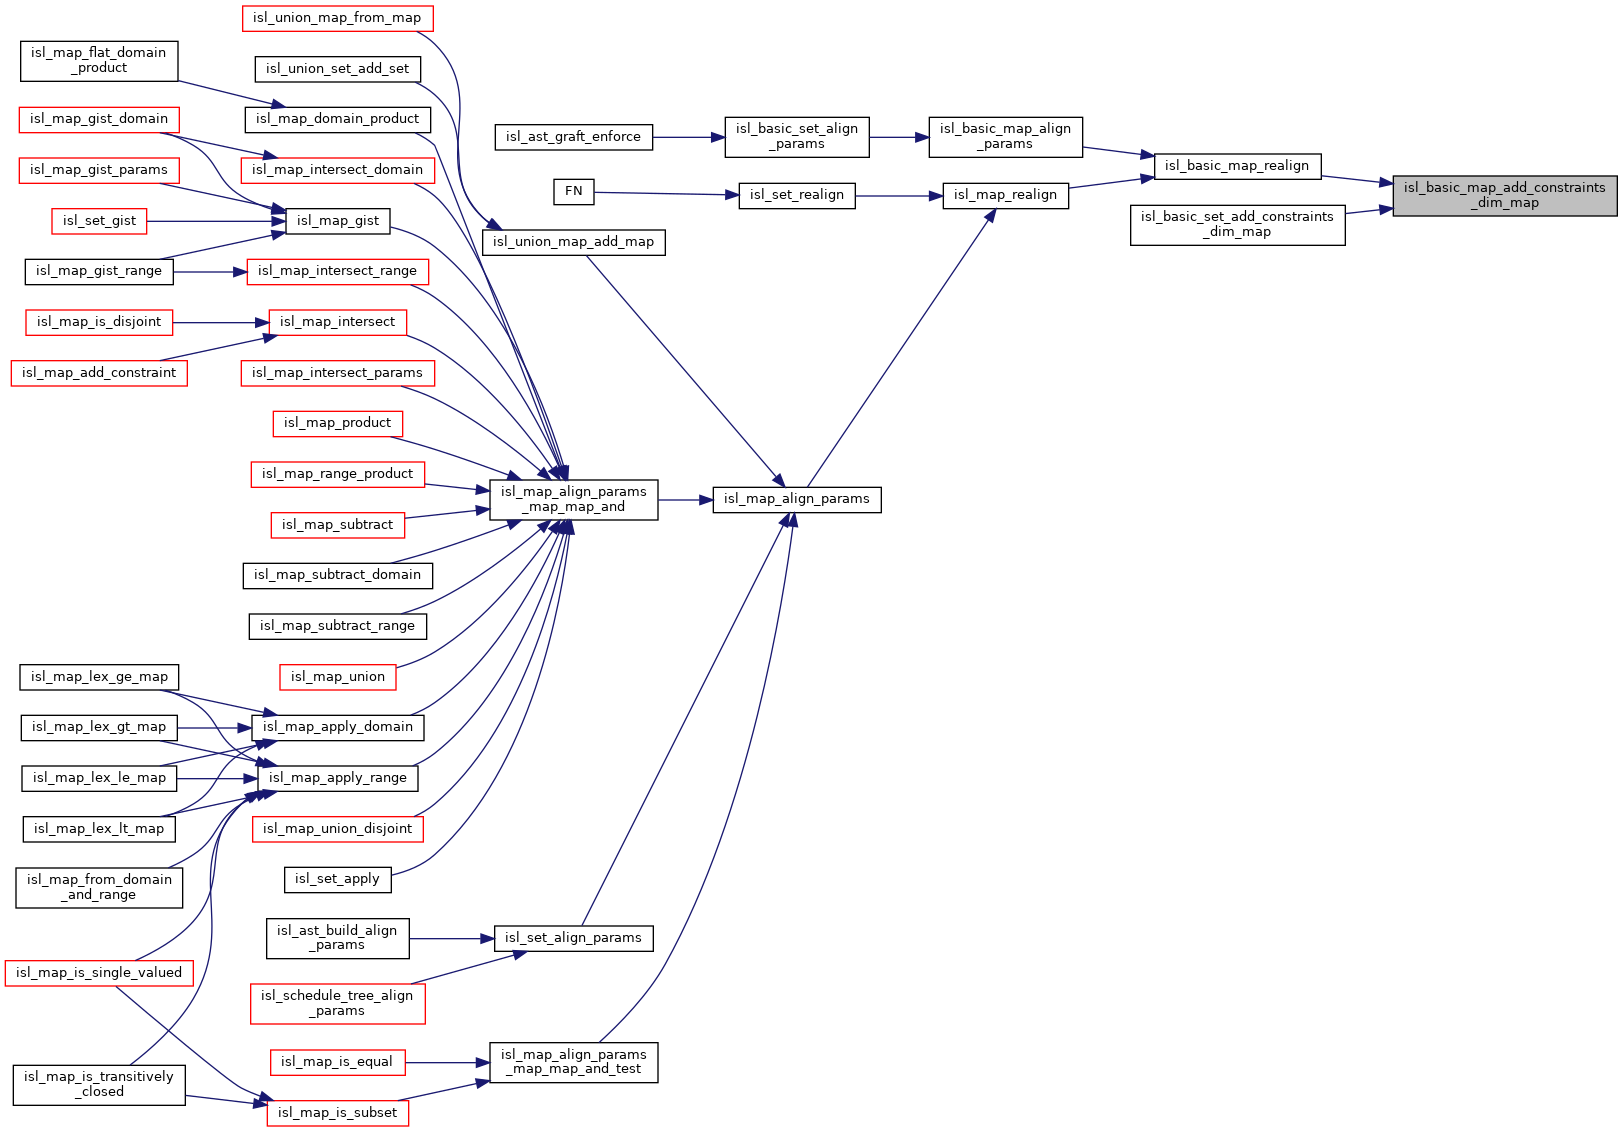 isl_union_map_from_map
isl_map_flat_domain
_product
isl_union_set_add_set
isl_map_gist_domain
isl_map_domain_product
isl_map_gist_params
isl_map_intersect_domain
isl_set_gist
isl_map_gist
isl_map_gist_range
isl_map_intersect_range
isl_map_is_disjoint
isl_map_intersect
isl_map_add_constraint
isl_map_intersect_params
isl_map_product
isl_map_range_product
isl_map_subtract
isl_map_subtract_domain
isl_map_subtract_range
isl_map_union
isl_map_lex_ge_map
isl_map_lex_gt_map
isl_map_apply_domain
isl_map_lex_le_map
isl_map_apply_range
isl_map_lex_lt_map
isl_map_union_disjoint
isl_map_from_domain
_and_range
isl_set_apply
isl_ast_build_align
_params
isl_map_is_single_valued
isl_schedule_tree_align
_params
isl_map_is_equal
isl_map_is_transitively
_closed
isl_map_is_subset
isl_ast_graft_enforce
FN
isl_union_map_add_map
isl_map_align_params
_map_map_and
isl_set_align_params
isl_map_align_params
_map_map_and_test
isl_basic_set_align
_params
isl_set_realign
isl_map_align_params
isl_basic_map_align
_params
isl_map_realign
isl_basic_map_realign
isl_basic_set_add_constraints
_dim_map
isl_basic_map_add_constraints
_dim_map